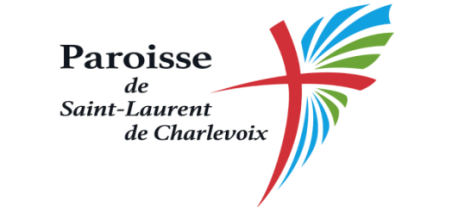 Paroisse
de
Saint-Laurent
de Charlevoix